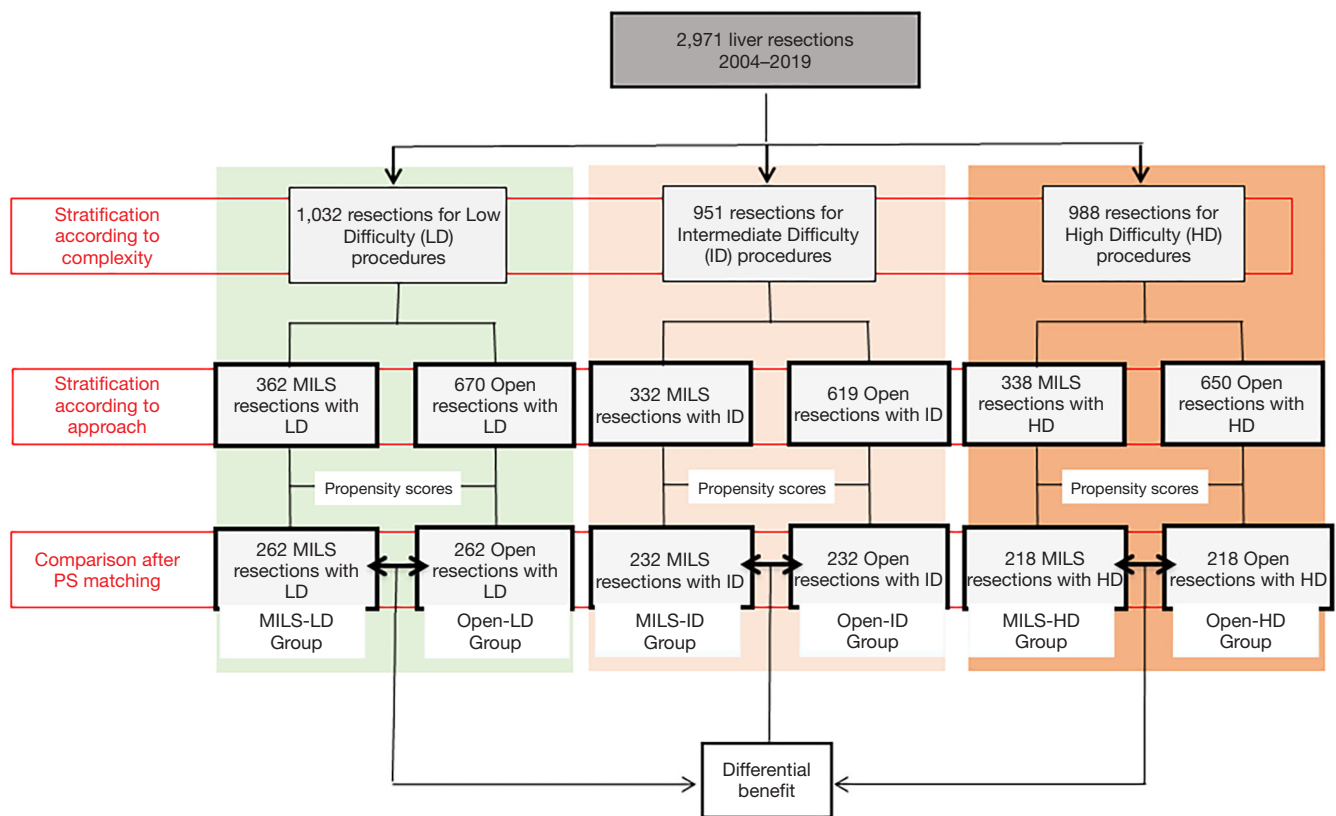 2,971 liver resections
2004–2019
Stratification
according to
complexity
1,032 resections for Low
Difficulty (LD)
procedures
951 resections for
Intermediate Difficulty
(ID) procedures
988 resections for
High Difficulty (HD)
procedures
Stratification
according to
approach
362 MILS
resections with
LD
670 Open
resections with
LD
332 MILS
resections with ID
619 Open
resections with ID
338 MILS
resections with
HD
650 Open
resections with
HD
Propensity scores
Propensity scores
Propensity scores
Comparison after
PS matching
262 MILS
resections with
LD
262 Open
resections with
LD
232 MILS
resections with ID
232 Open
resections with ID
218 MILS
resections with HD
218 Open
resections with HD
MILS-LD
Group
Open-LD
Group
MILS-ID
Group
Open-ID
Group
MILS-HD
Group
Open-HD
Group
Differential
benefit